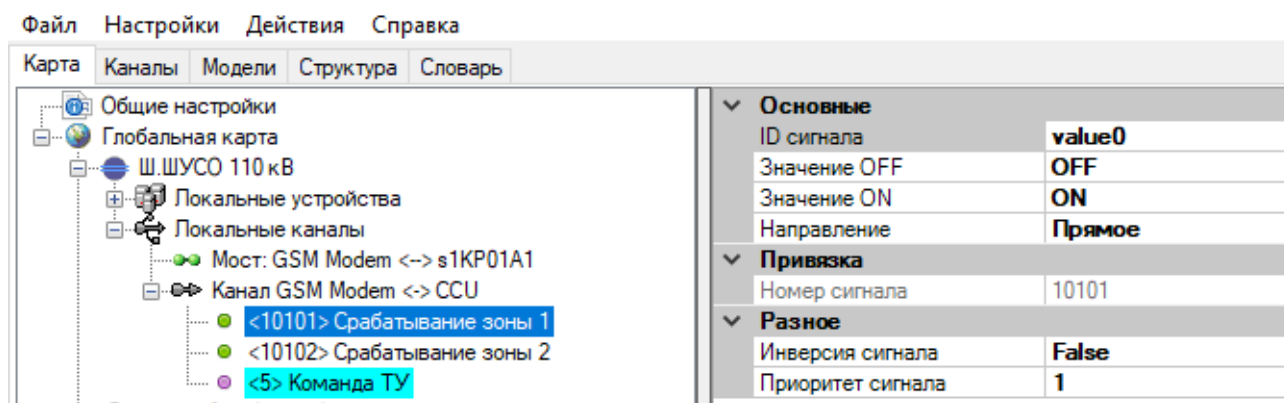 Файл Настройки Действия Справка
Карта Каналы Модели Структура Словарь
Общие настройки
Глобальная карта
Ш.ШУСО 110 кВ
Локальные устройства
Локальные каналы
Мост: GSM Modem <--> s1KP01A1
Канал GSM Modem <-> CCU
<10101> Срабатывание зоны 1
<10102> Срабатывание зоны 2
<5> Команда ТУ
Основные
ID сигнала value0
Значение OFF OFF
Значение ON ON
Направление Прямое
Привязка
Номер сигнала 10101
Разное
Инверсия сигнала False
Приоритет сигнала 1